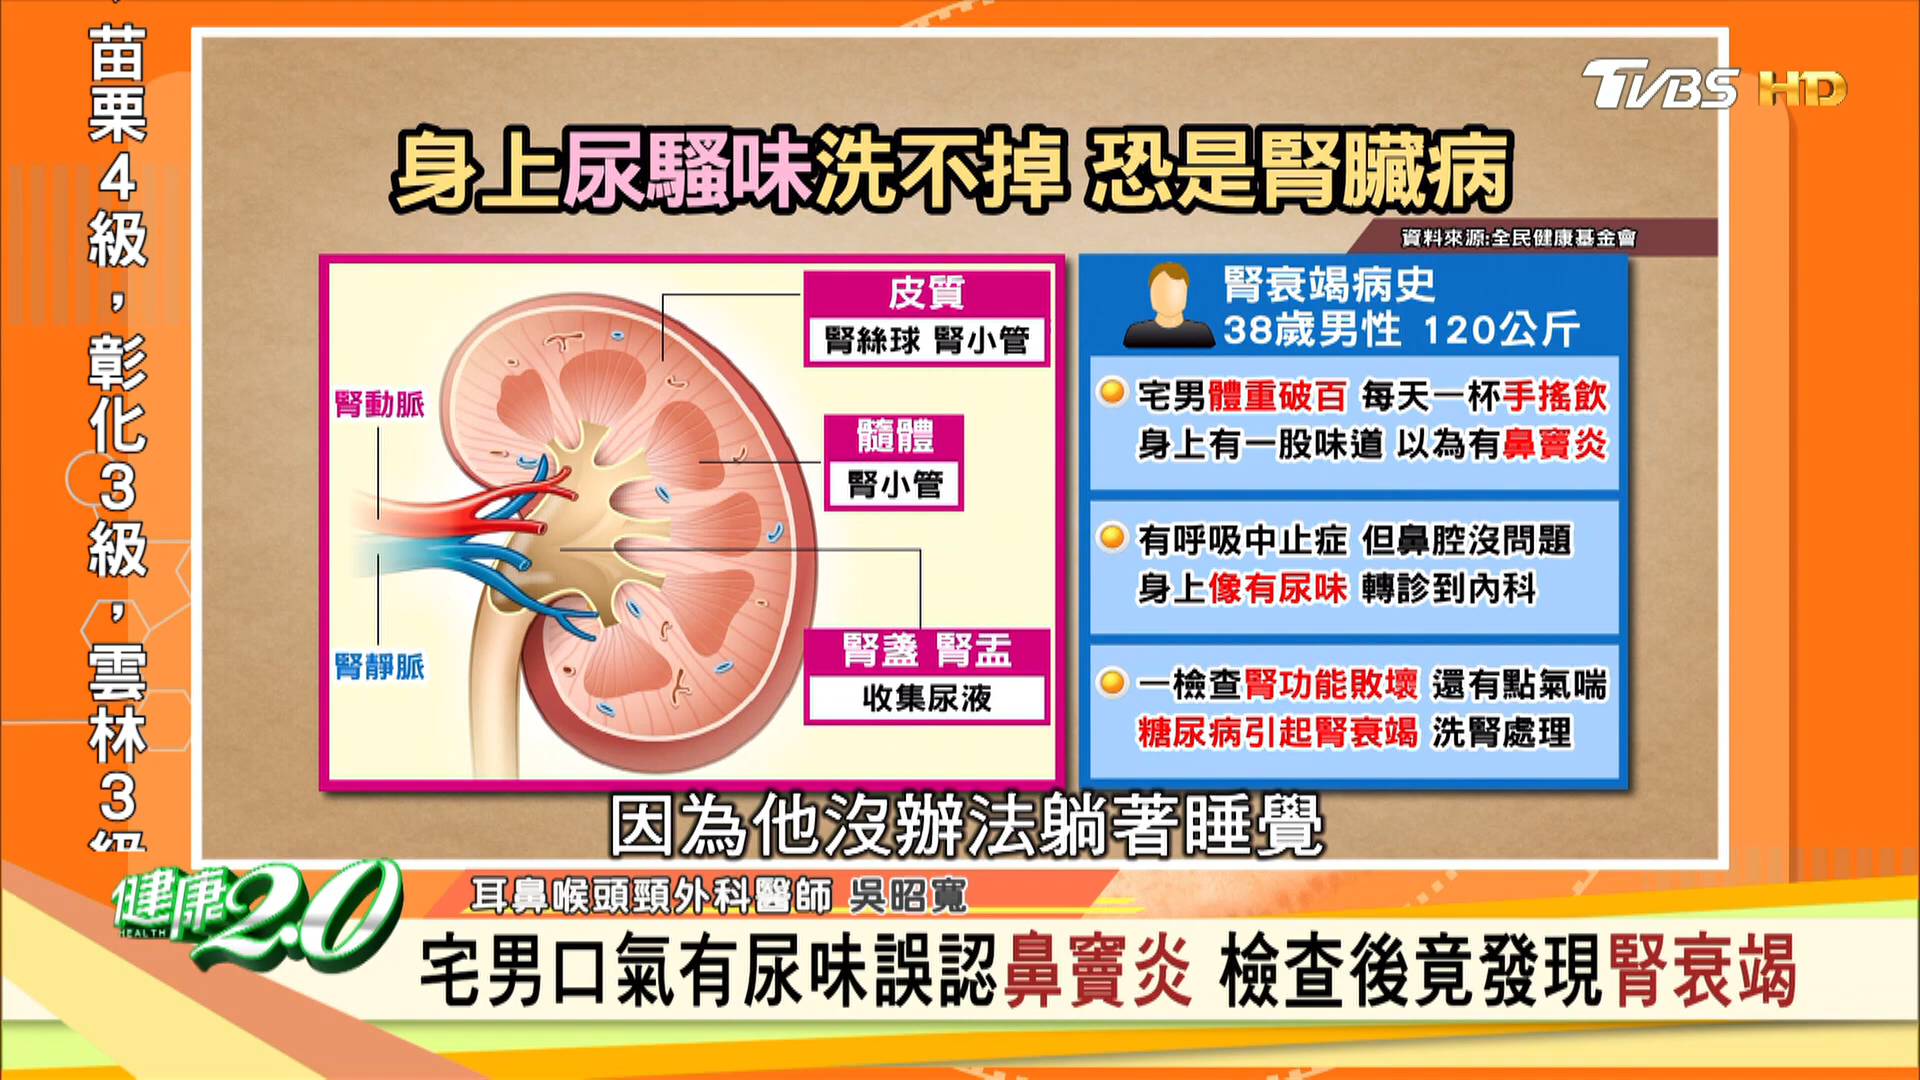 苗栗4級，彰化3級，雲林3級
TVBS HD
身上尿騷味洗不掉 恐是腎臟病
資料來源:全民健康基金會
皮質
腎絲球 腎小管
腎動脈
髓體
腎小管
腎靜脈
腎盞 腎盂
收集尿液
腎衰竭病史
38歲男性 120公斤
宅男體重破百 每天一杯手搖飲
身上有一股味道 以為有鼻竇炎
有呼吸中止症 但鼻腔沒問題
身上像有尿味 轉診到內科
一檢查腎功能敗壞 還有點氣喘
糖尿病引起腎衰竭 洗腎處理
因為他沒辦法躺著睡覺
健康2.0
HEALTH
耳鼻喉頭頸外科醫師 吳昭寬
宅男口氣有尿味誤認鼻竇炎 檢查後竟發現腎衰竭